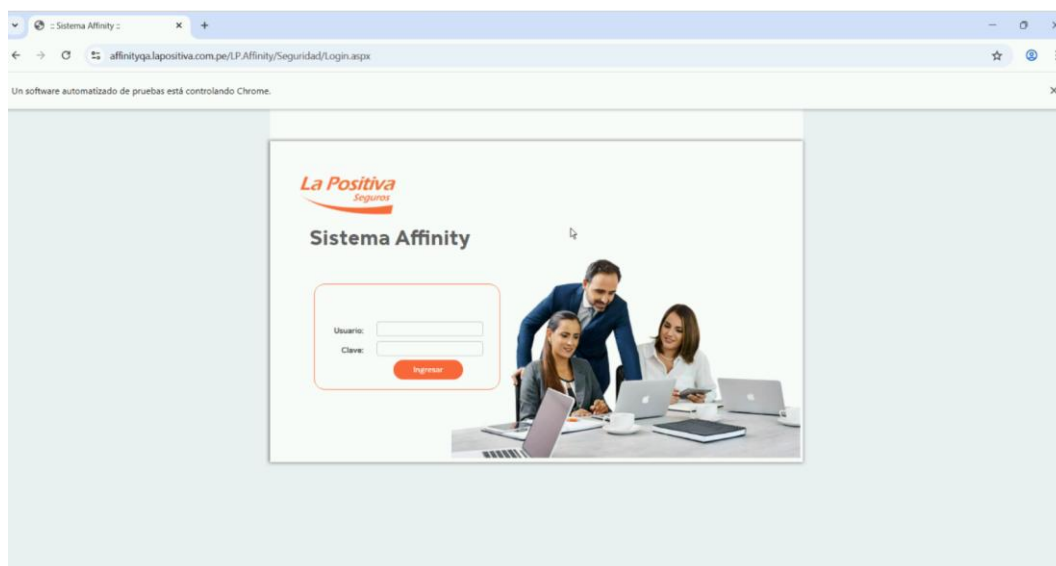 :: Sistema Affinity ::
affinityqa.lapositiva.com.pe/LP.Affinity/Seguridad/Login.aspx
Un software automatizado de pruebas está controlando Chrome.
La Positiva
Seguros
Sistema Affinity
Usuario:
Clave:
Ingresar